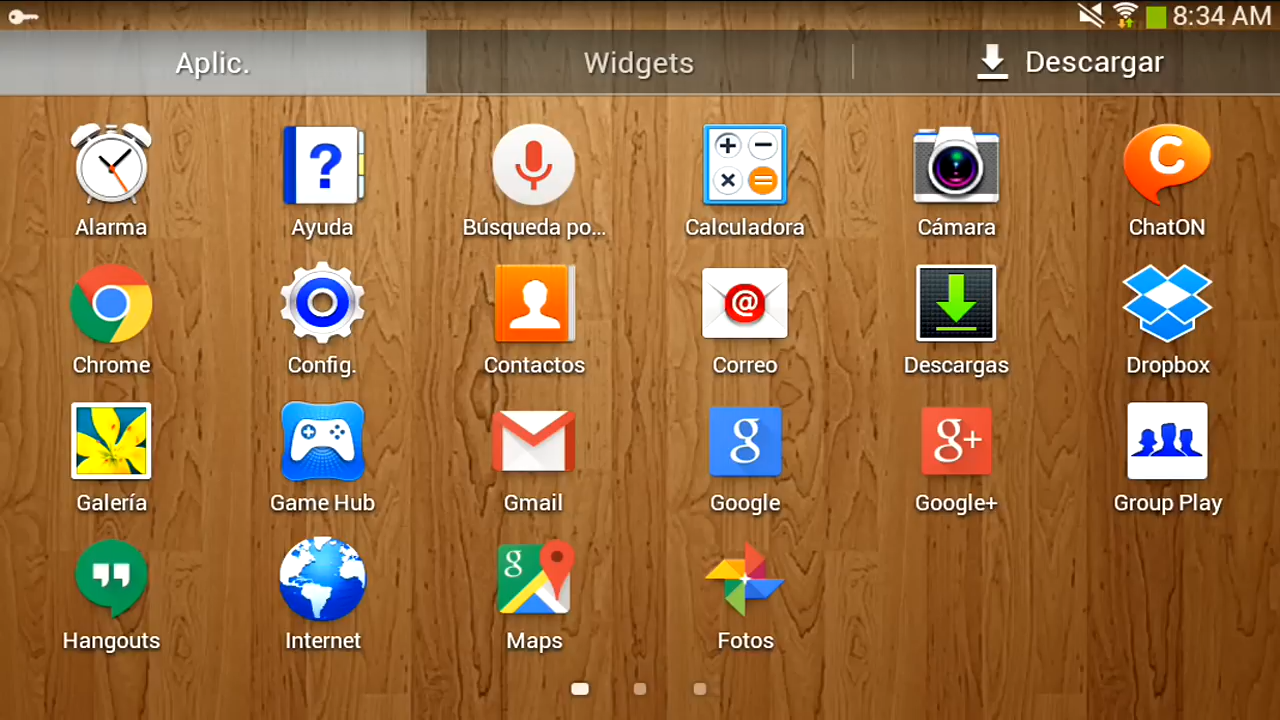 8:34 AM
Aplic.
Widgets
Descargar
Alarma
Ayuda
Búsqueda po...
Calculadora
Cámara
ChatON
Chrome
Config.
Contactos
Correo
Descargas
Dropbox
Galería
Game Hub
Gmail
Google
Google+
Group Play
Hangouts
Internet
Maps
Fotos